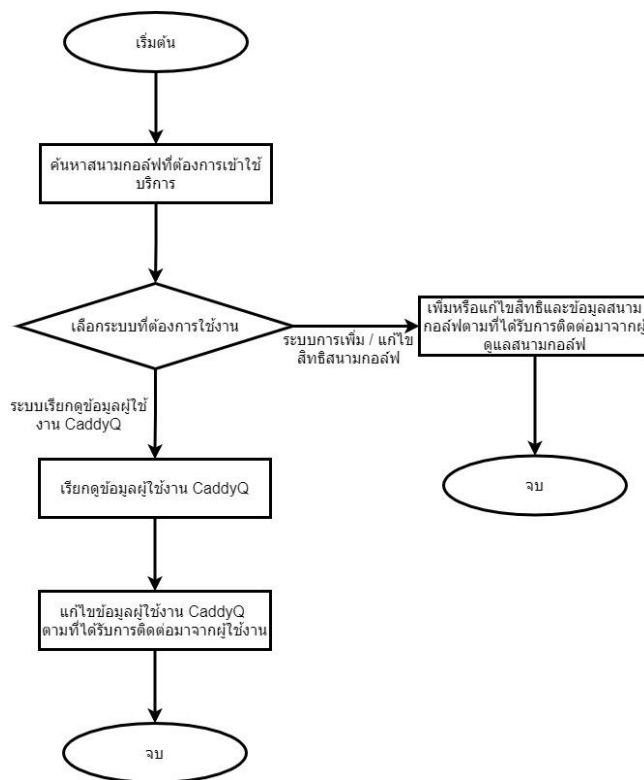 เริ่มต้น
ค้นหาสนามกอล์ฟที่ต้องการเข้าใช้
บริการ
เลือกระบบที่ต้องการใช้งาน
ระบบการเพิ่ม / แก้ไข
สิทธิสนามกอล์ฟ
เพิ่มหรือแก้ไขสิทธิและข้อมูลสนาม
กอล์ฟตามที่ได้รับการติดต่อมาจากผู้
ดูแลสนามกอล์ฟ
จบ
ระบบเรียกดูข้อมูลผู้ใช้
งาน CaddyQ
เรียกดูข้อมูลผู้ใช้งาน CaddyQ
แก้ไขข้อมูลผู้ใช้งาน CaddyQ
ตามที่ได้รับการติดต่อมาจากผู้ใช้งาน
จบ